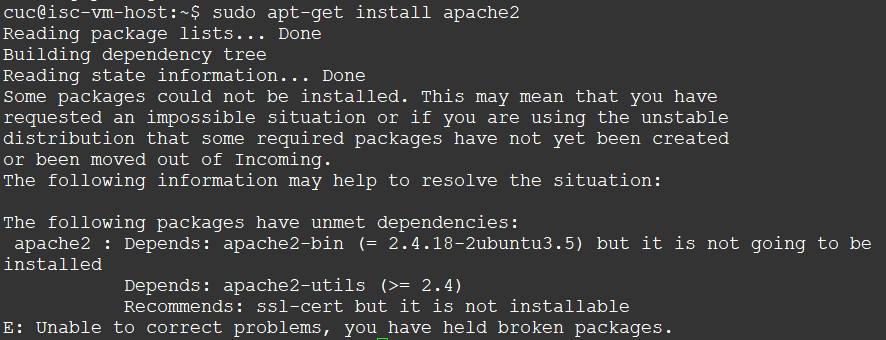 cuc@isc-vm-host:~$ sudo apt-get install apache2
Reading package lists... Done
Building dependency tree
Reading state information... Done
Some packages could not be installed. This may mean that you have
requested an impossible situation or if you are using the unstable
distribution that some required packages have not yet been created
or been moved out of Incoming.
The following information may help to resolve the situation:

The following packages have unmet dependencies:
 apache2 : Depends: apache2-bin (= 2.4.18-2ubuntu3.5) but it is not going to be
installed
           Depends: apache2-utils (>= 2.4)
           Recommends: ssl-cert but it is not installable
E: Unable to correct problems, you have held broken packages.